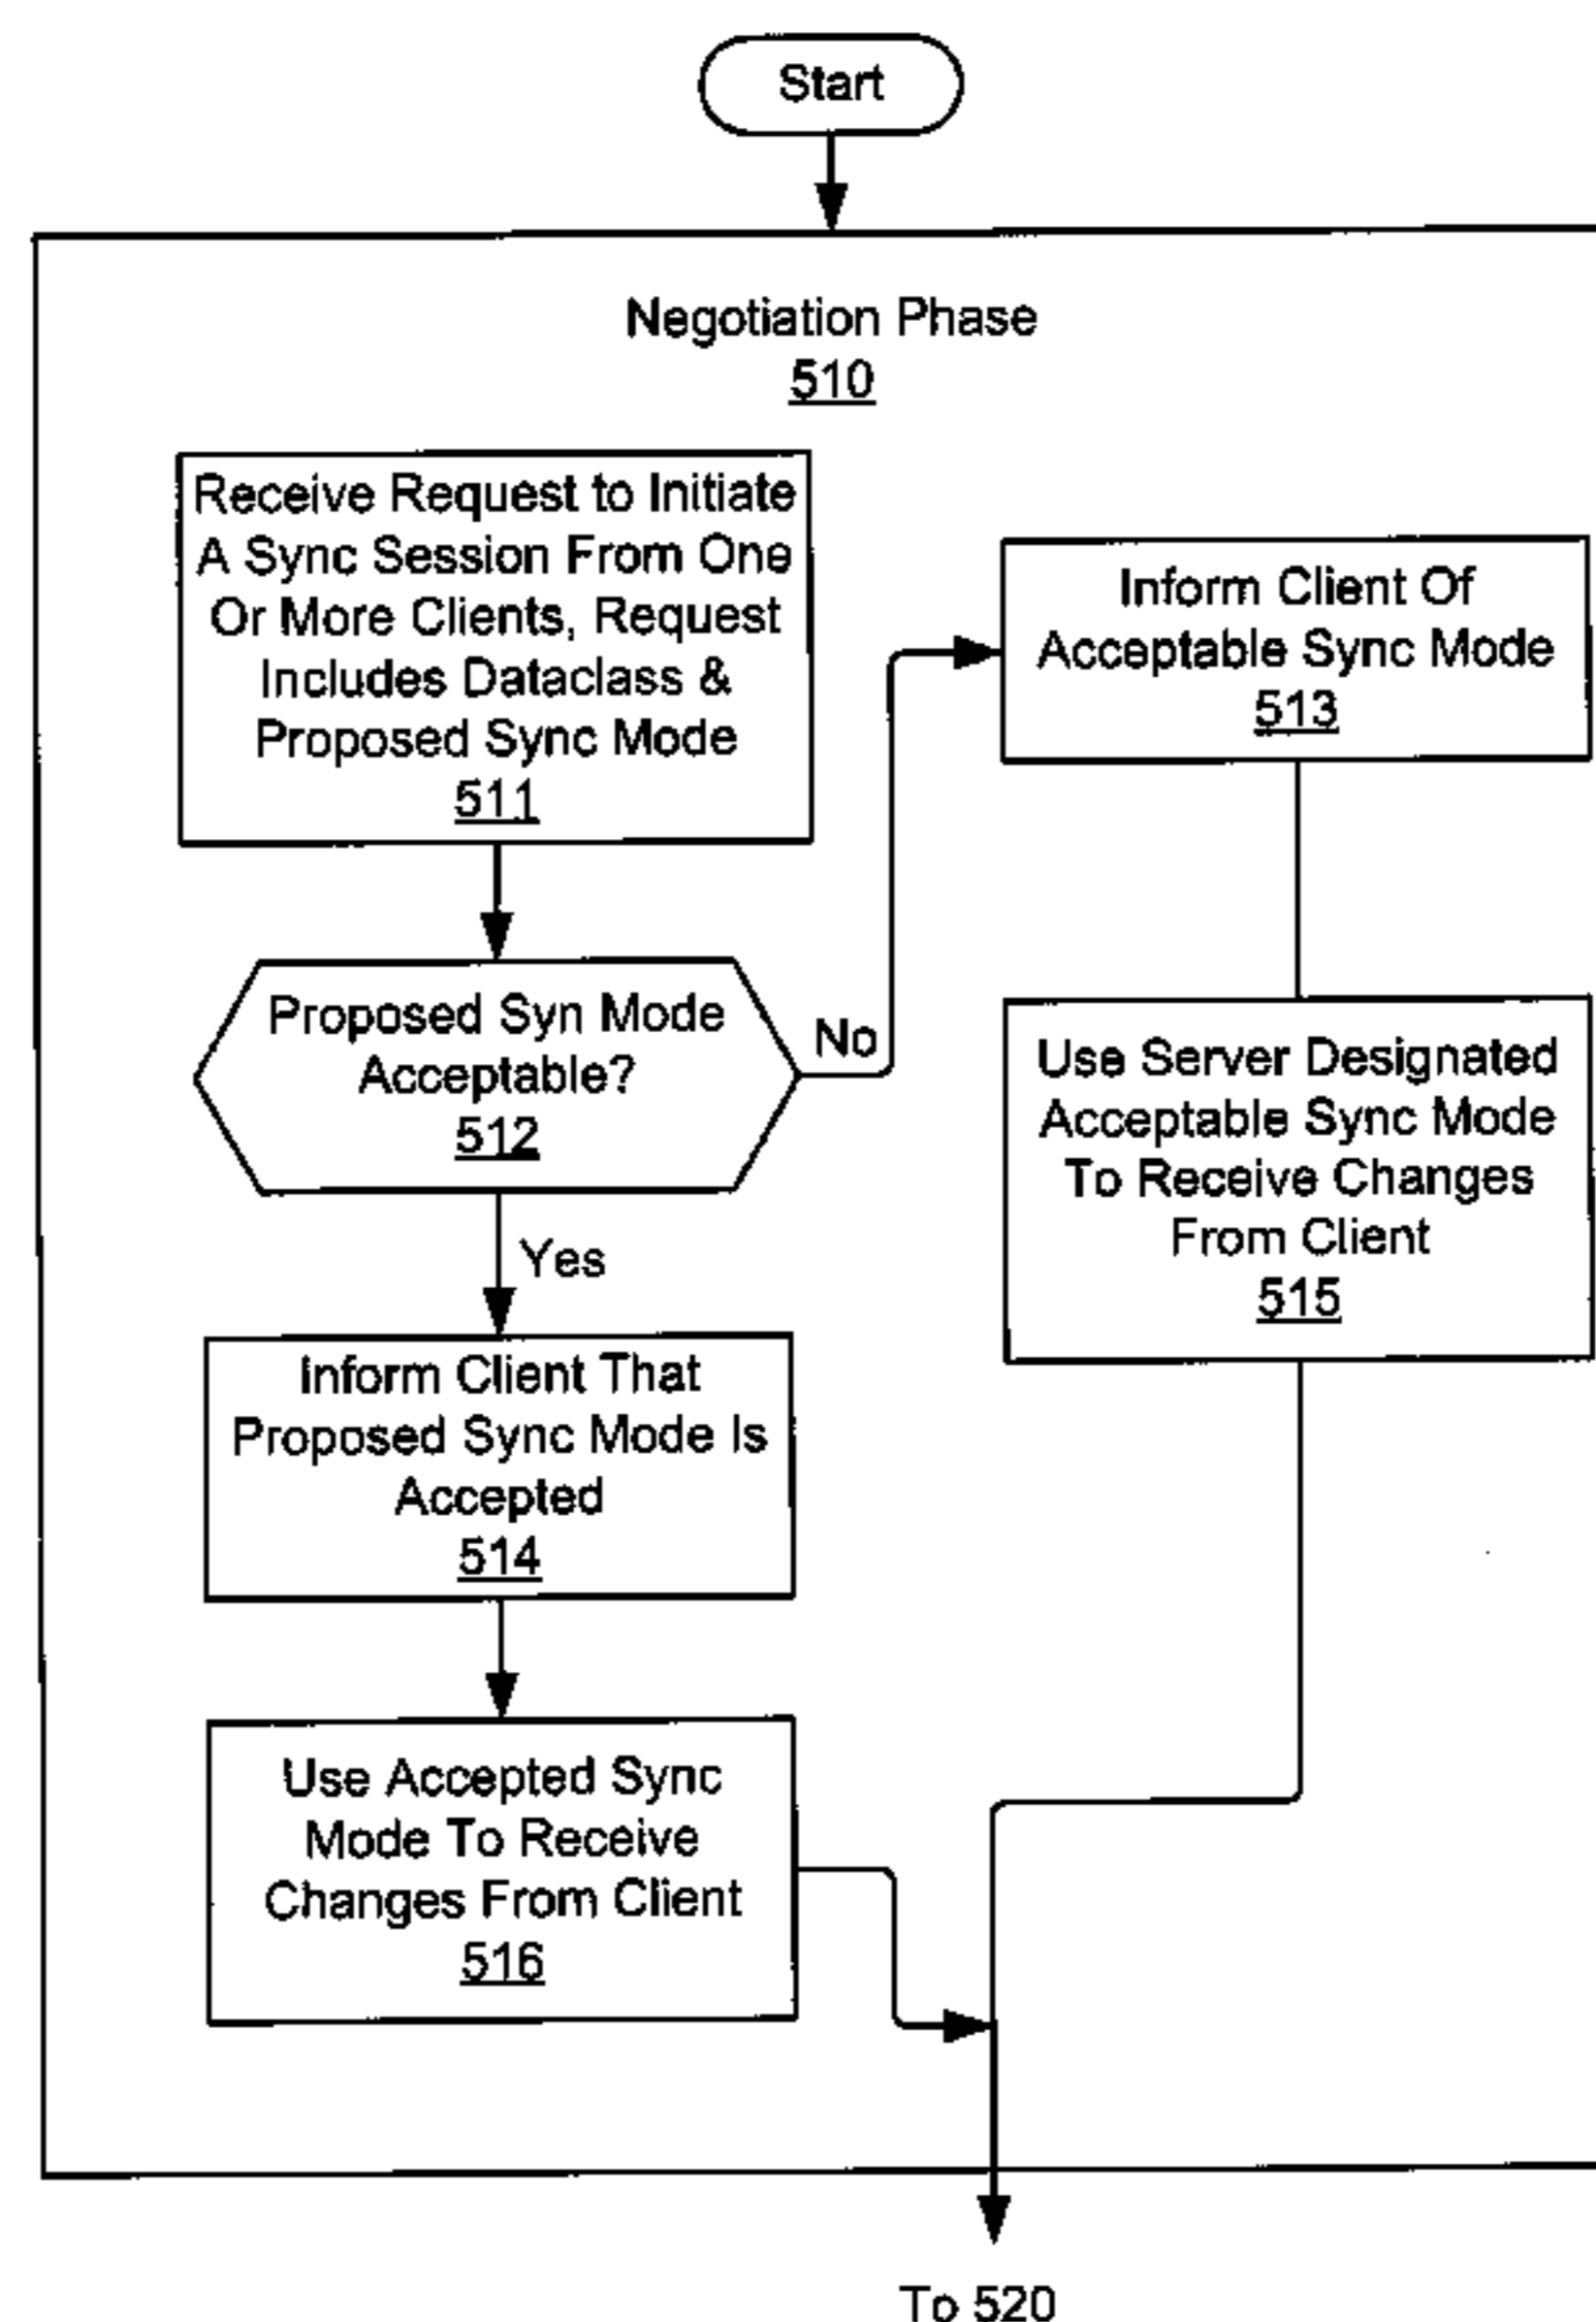 Start
Negotiation Phase
510
Receive Request to Initiate
A Sync Session From One
Or More Clients, Request
Includes Dataclass &
Proposed Sync Mode
511
Proposed Syn Mode
Acceptable?
512
No
Yes
Inform Client Of
Acceptable Sync Mode
513
Use Server Designated
Acceptable Sync Mode
To Receive Changes
From Client
515
Inform Client That
Proposed Sync Mode Is
Accepted
514
Use Accepted Sync
Mode To Receive
Changes From Client
516
To 520